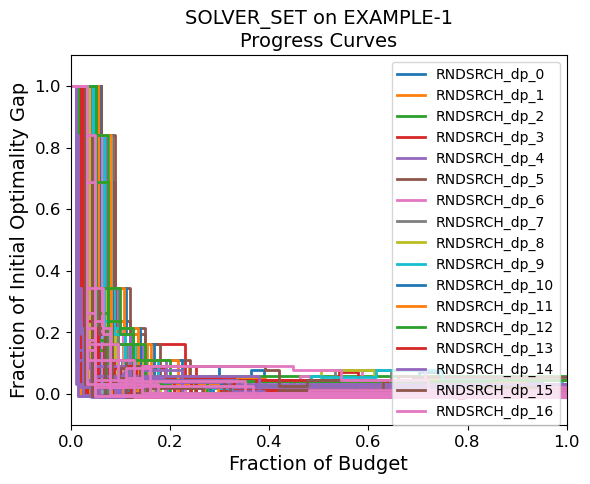 SOLVER_SET on EXAMPLE-1
Progress Curves
Fraction of Initial Optimality Gap
1.0
0.8
0.6
0.4
0.2
0.0
RNDSRCH_dp_0
RNDSRCH_dp_1
RNDSRCH_dp_2
RNDSRCH_dp_3
RNDSRCH_dp_4
RNDSRCH_dp_5
RNDSRCH_dp_6
RNDSRCH_dp_7
RNDSRCH_dp_8
RNDSRCH_dp_9
RNDSRCH_dp_10
RNDSRCH_dp_11
RNDSRCH_dp_12
RNDSRCH_dp_13
RNDSRCH_dp_14
RNDSRCH_dp_15
RNDSRCH_dp_16
0.0 0.2 0.4 0.6 0.8 1.0
Fraction of Budget